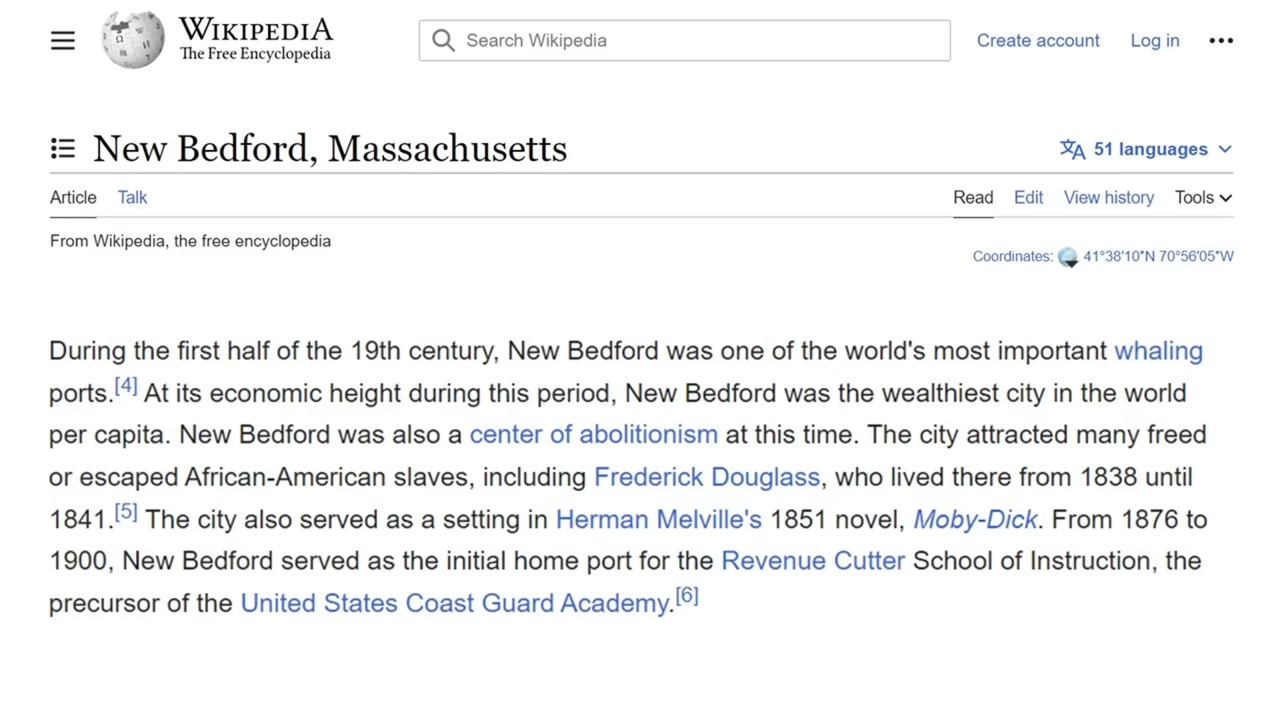 WIKIPEDIA
The Free Encyclopedia
Search Wikipedia
Create account Log in
New Bedford, Massachusetts
51 languages
Article Talk Read Edit View history Tools
From Wikipedia, the free encyclopedia
Coordinates: 41°38′10″N 70°56′05″W
During the first half of the 19th century, New Bedford was one of the world's most important whaling
ports.[4] At its economic height during this period, New Bedford was the wealthiest city in the world
per capita. New Bedford was also a center of abolitionism at this time. The city attracted many freed
or escaped African-American slaves, including Frederick Douglass, who lived there from 1838 until
1841.[5] The city also served as a setting in Herman Melville's 1851 novel, Moby-Dick. From 1876 to
1900, New Bedford served as the initial home port for the Revenue Cutter School of Instruction, the
precursor of the United States Coast Guard Academy.[6]